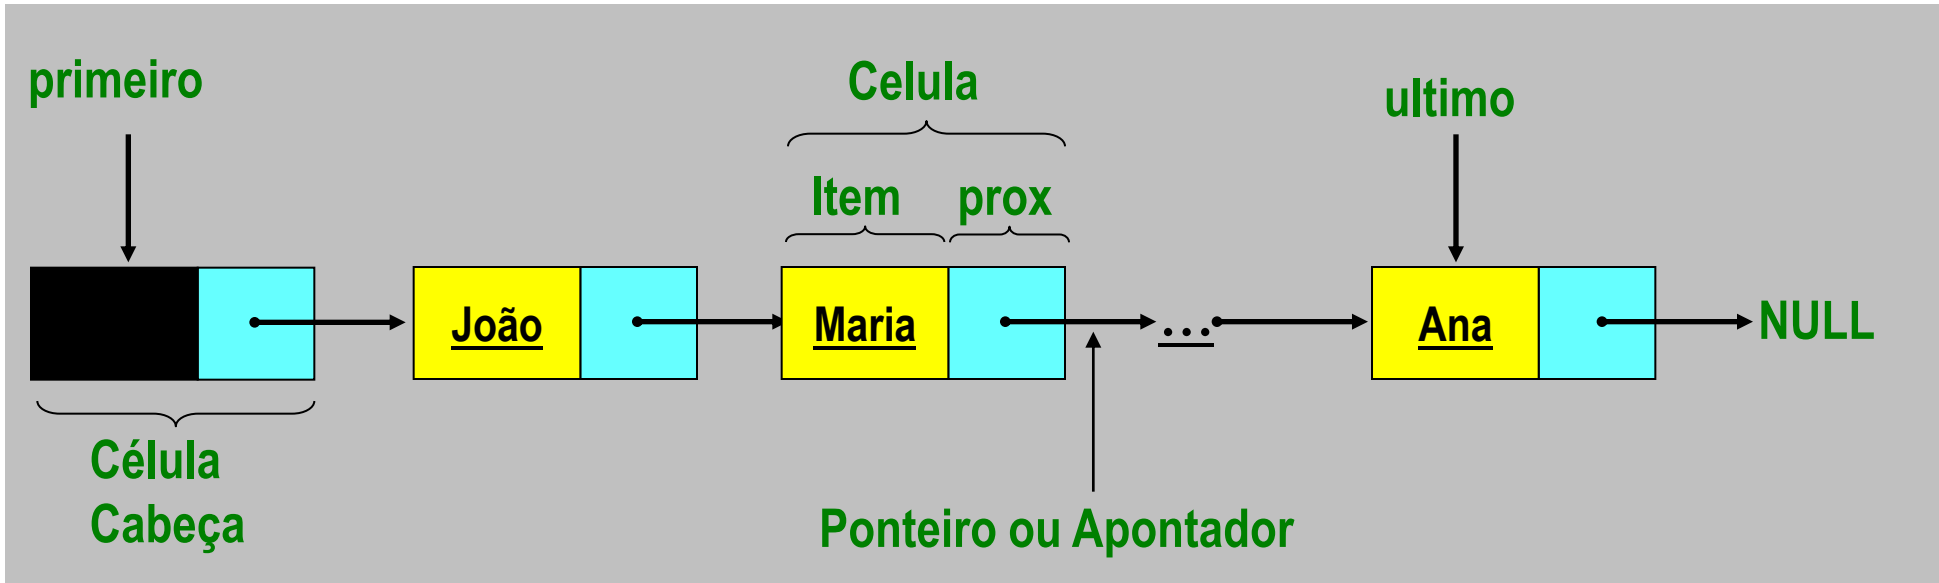 primeiro
Celula
ultimo
Item
prox
João
Maria
...
Ana
NULL
Célula
Cabeça
Ponteiro ou Apontador